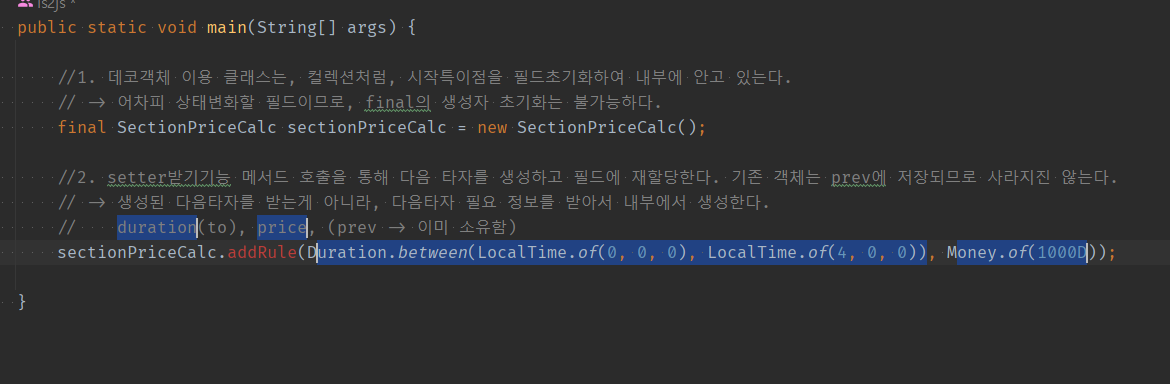 is2js *
public static void main(String[] args) {
//1. 데코객체 이용 클래스는, 컬렉션처럼, 시작특이점을 필드초기화하여 내부에 안고 있는다.
// -> 어차피 상태변화할 필드이므로, final의 생성자 초기화는 불가능하다.
final SectionPriceCalc sectionPriceCalc = new SectionPriceCalc();
//2. setter받기기능 메서드 호출을 통해 다음 타자를 생성하고 필드에 재할당한다. 기존 객체는 prev에 저장되므로 사라지진 않는다.
// -> 생성된 다음타자를 받는게 아니라, 다음타자 필요 정보를 받아서 내부에서 생성한다.
// duration(to), price, (prev -> 이미 소유함)
sectionPriceCalc.addRule(Duration.between(LocalTime.of(0, 0, 0), LocalTime.of(4, 0, 0)), Money.of(1000D));
}